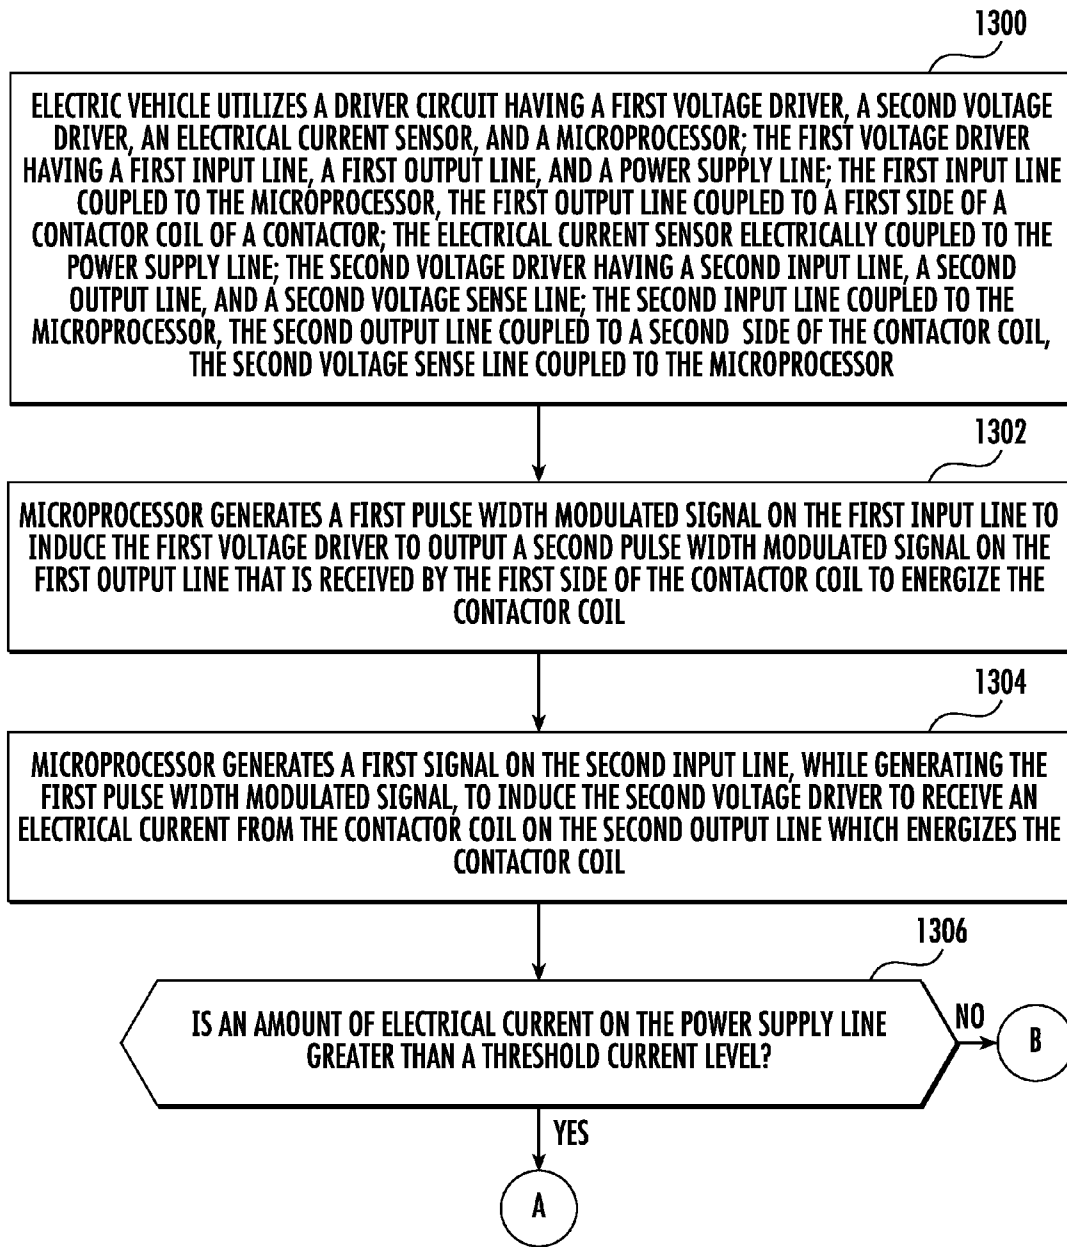 1300
ELECTRIC VEHICLE UTILIZES A DRIVER CIRCUIT HAVING A FIRST VOLTAGE DRIVER, A SECOND VOLTAGE
DRIVER, AN ELECTRICAL CURRENT SENSOR, AND A MICROPROCESSOR; THE FIRST VOLTAGE DRIVER
HAVING A FIRST INPUT LINE, A FIRST OUTPUT LINE, AND A POWER SUPPLY LINE; THE FIRST INPUT LINE
COUPLED TO THE MICROPROCESSOR, THE FIRST OUTPUT LINE COUPLED TO A FIRST SIDE OF A
CONTACTOR COIL OF A CONTACTOR; THE ELECTRICAL CURRENT SENSOR ELECTRICALLY COUPLED TO THE
POWER SUPPLY LINE; THE SECOND VOLTAGE DRIVER HAVING A SECOND INPUT LINE, A SECOND
OUTPUT LINE, AND A SECOND VOLTAGE SENSE LINE; THE SECOND INPUT LINE COUPLED TO THE
MICROPROCESSOR, THE SECOND OUTPUT LINE COUPLED TO A SECOND SIDE OF THE CONTACTOR COIL,
THE SECOND VOLTAGE SENSE LINE COUPLED TO THE MICROPROCESSOR
1302
MICROPROCESSOR GENERATES A FIRST PULSE WIDTH MODULATED SIGNAL ON THE FIRST INPUT LINE TO
INDUCE THE FIRST VOLTAGE DRIVER TO OUTPUT A SECOND PULSE WIDTH MODULATED SIGNAL ON THE
FIRST OUTPUT LINE THAT IS RECEIVED BY THE FIRST SIDE OF THE CONTACTOR COIL TO ENERGIZE THE
CONTACTOR COIL
1304
MICROPROCESSOR GENERATES A FIRST SIGNAL ON THE SECOND INPUT LINE, WHILE GENERATING THE
FIRST PULSE WIDTH MODULATED SIGNAL, TO INDUCE THE SECOND VOLTAGE DRIVER TO RECEIVE AN
ELECTRICAL CURRENT FROM THE CONTACTOR COIL ON THE SECOND OUTPUT LINE WHICH ENERGIZES THE
CONTACTOR COIL
1306
IS AN AMOUNT OF ELECTRICAL CURRENT ON THE POWER SUPPLY LINE
GREATER THAN A THRESHOLD CURRENT LEVEL?
NO
B
YES
A